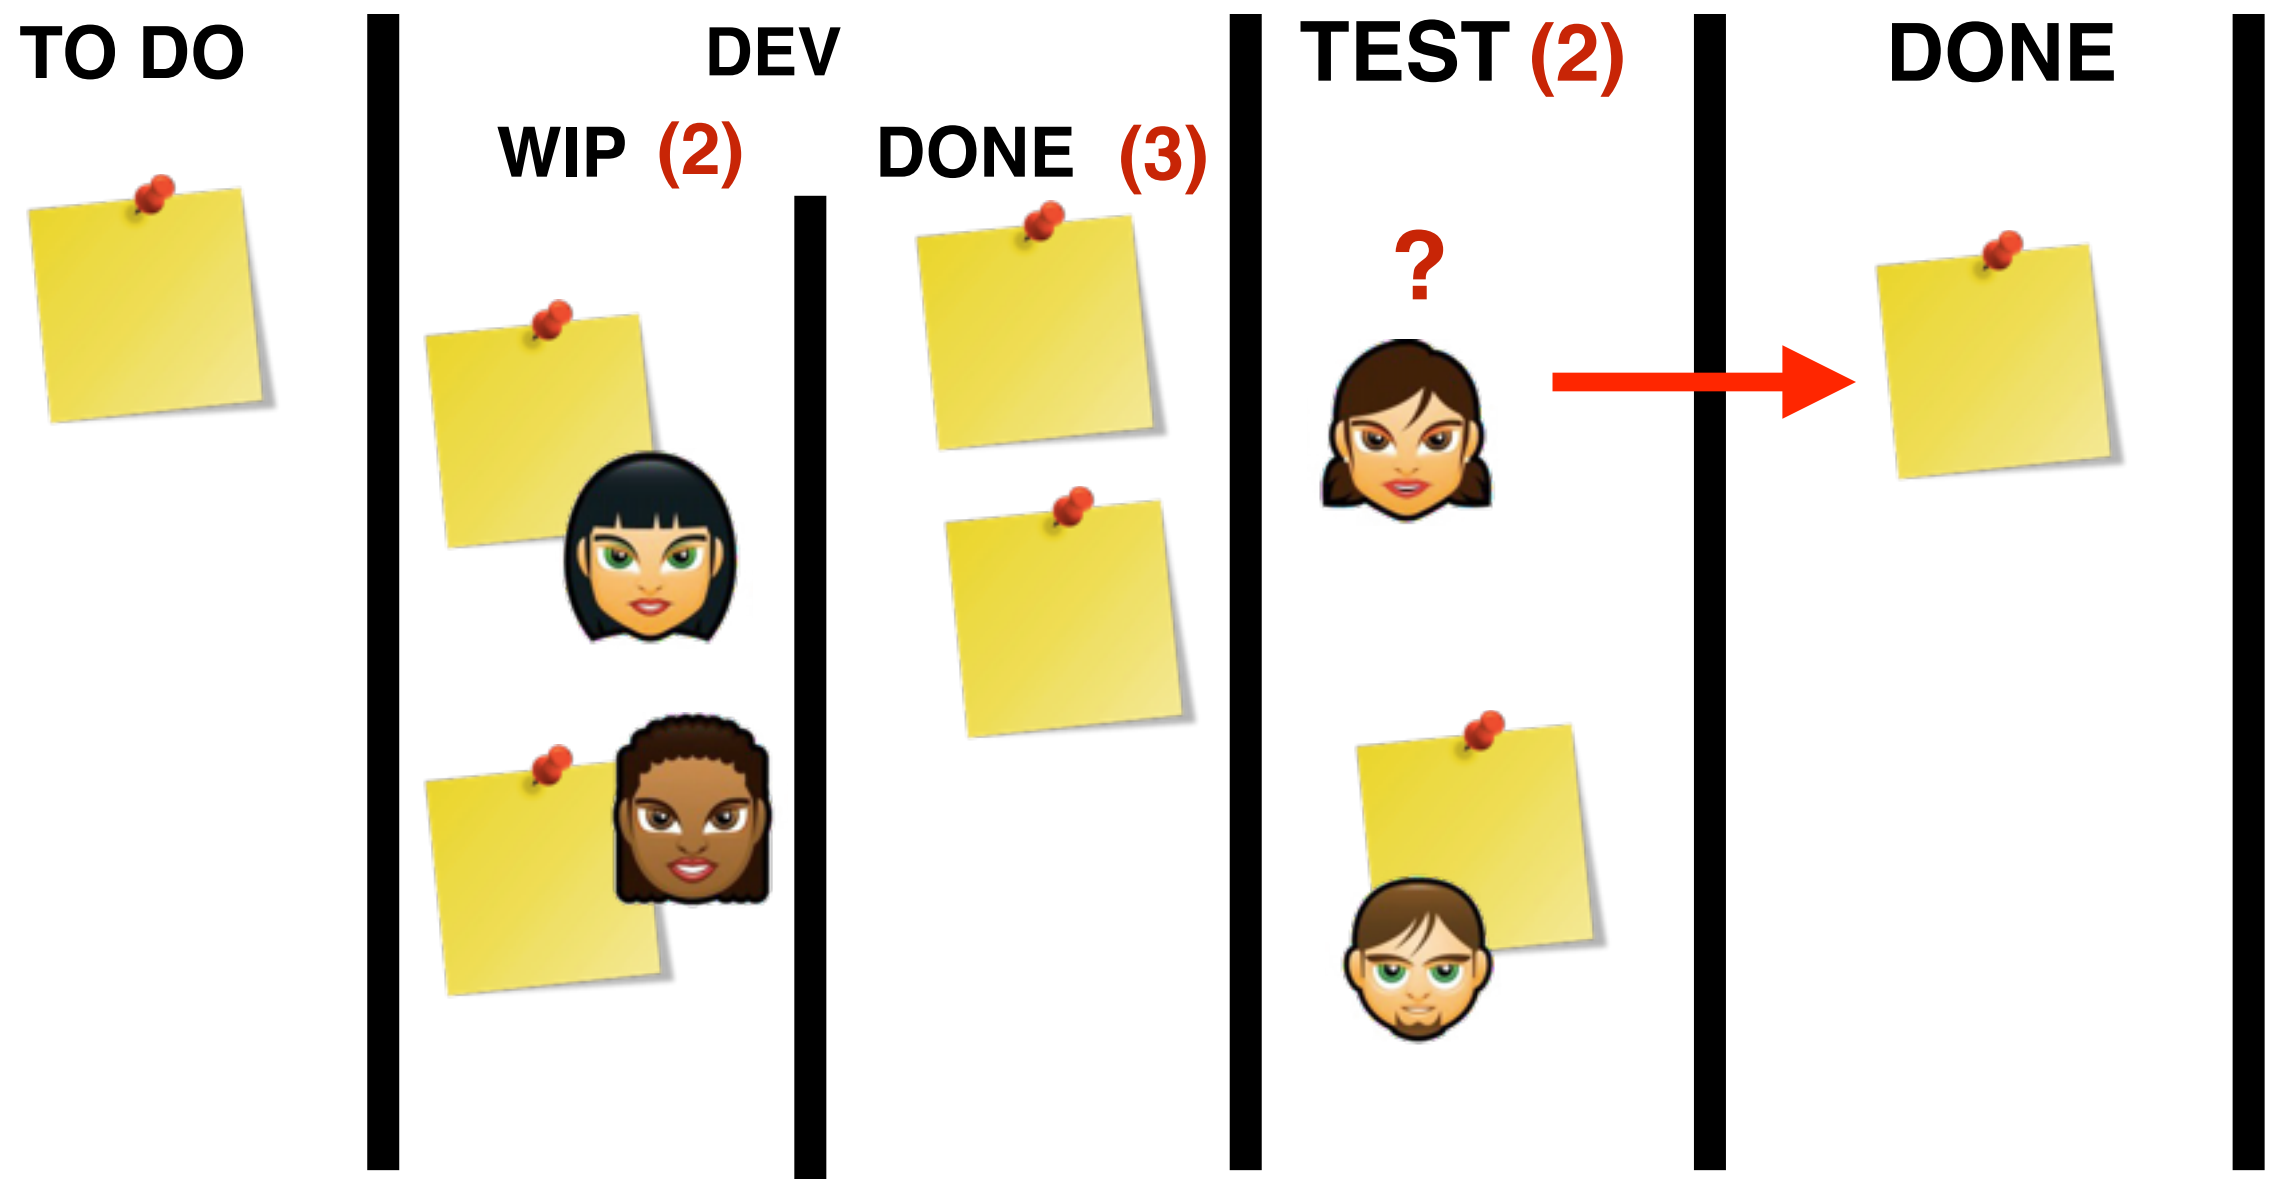 TO DO
DEV
TEST (2)
DONE
WIP (2)
DONE (3)
?